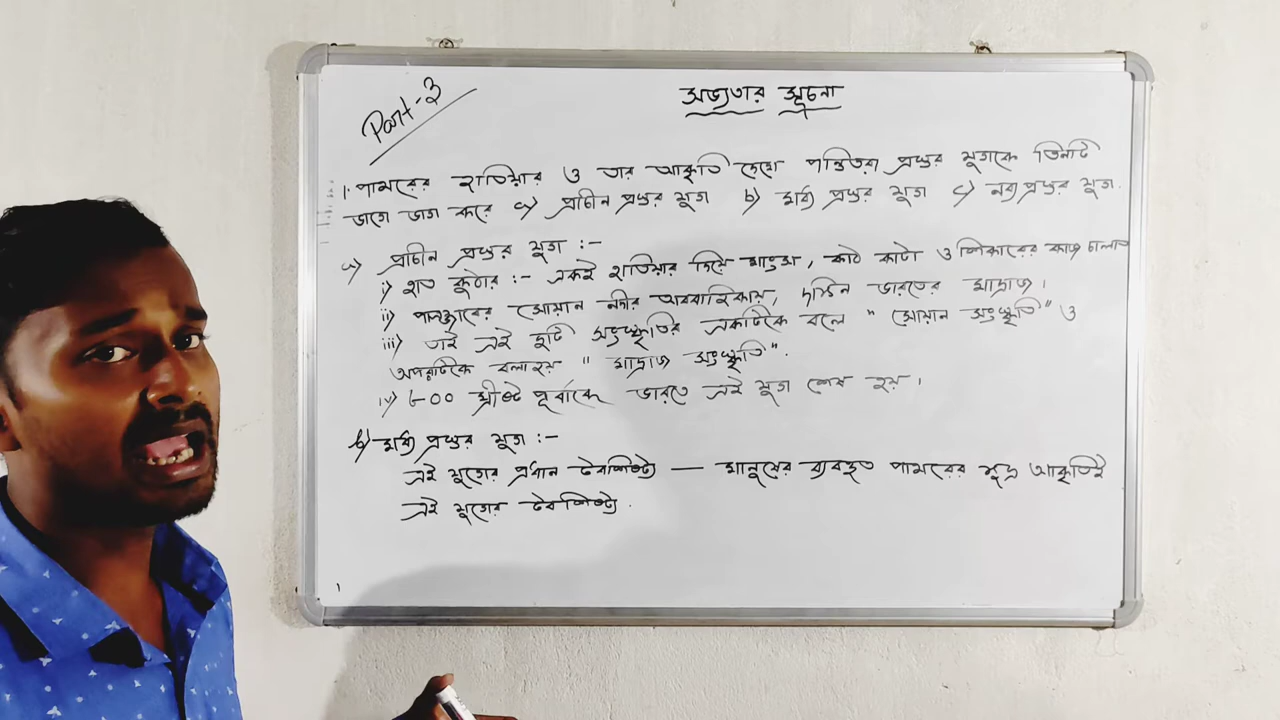 Part-3
সভ্যতার সূচনা
1. পাথরের হাতিয়ার ও তার আকৃতি দেখে পন্ডিতরা প্রস্তর যুগকে তিনটি
ভাগে ভাগ করে a) প্রাচীন প্রস্তর যুগ b) মধ্য প্রস্তর যুগ c) নব্য প্রস্তর যুগ.
a) প্রাচীন প্রস্তর যুগ :-
i) হাত কুঠার :- একই হাতিয়ার দিয়ে মাংস, কাঠ কাটা ও শিকারের কাজ চালাত
ii) পাঞ্জাবের সোয়ান নদীর অববাহিকায়, দক্ষিন ভারতের মাদ্রাজ।
iii) তাই এই দুটি সংস্কৃতির একটিকে বলে "সোয়ান সংস্কৃতি" ও
অপরটিকে বলাহয় "মাদ্রাজ সংস্কৃতি".
iv) ৮০০ খ্রীষ্ট পূর্বাব্দে ভারতে এই যুগ শেষ হয়।
b) মধ্য প্রস্তর যুগ :-
এই যুগের প্রধান বৈশিষ্ট্য — মানুষের ব্যবহৃত পাথরের ক্ষুদ্র আকৃতিই
এই যুগের বৈশিষ্ট্য.